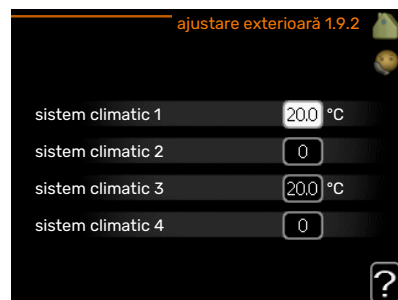 ajustare exterioară 1.9.2
sistem climatic 1 20.0 °C
sistem climatic 2 0
sistem climatic 3 20.0 °C
sistem climatic 4 0
?